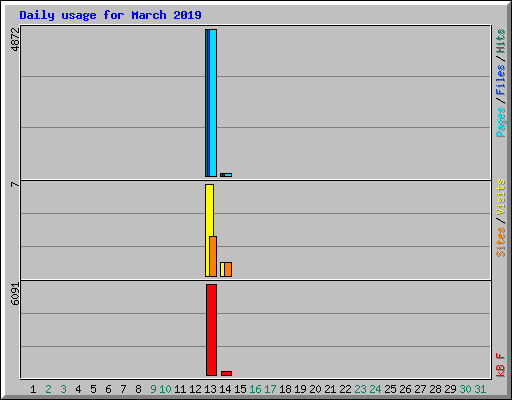 Daily usage for March 2019
4872
Pages / Files / Hits
7
Sites / Visits
6091
kB F
1 2 3 4 5 6 7 8 9 10 11 12 13 14 15 16 17 18 19 20 21 22 23 24 25 26 27 28 29 30 31